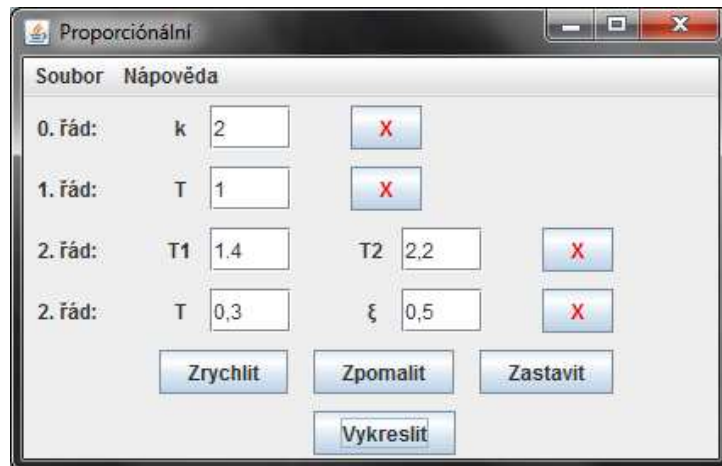 Proporciónální
Soubor Nápověda
0. řád: k 2 X
1. řád: T 1 X
2. řád: T1 1.4 T2 2,2 X
2. řád: T 0,3 ξ 0,5 X
Zrychlit Zpomalit Zastavit
Vykreslit